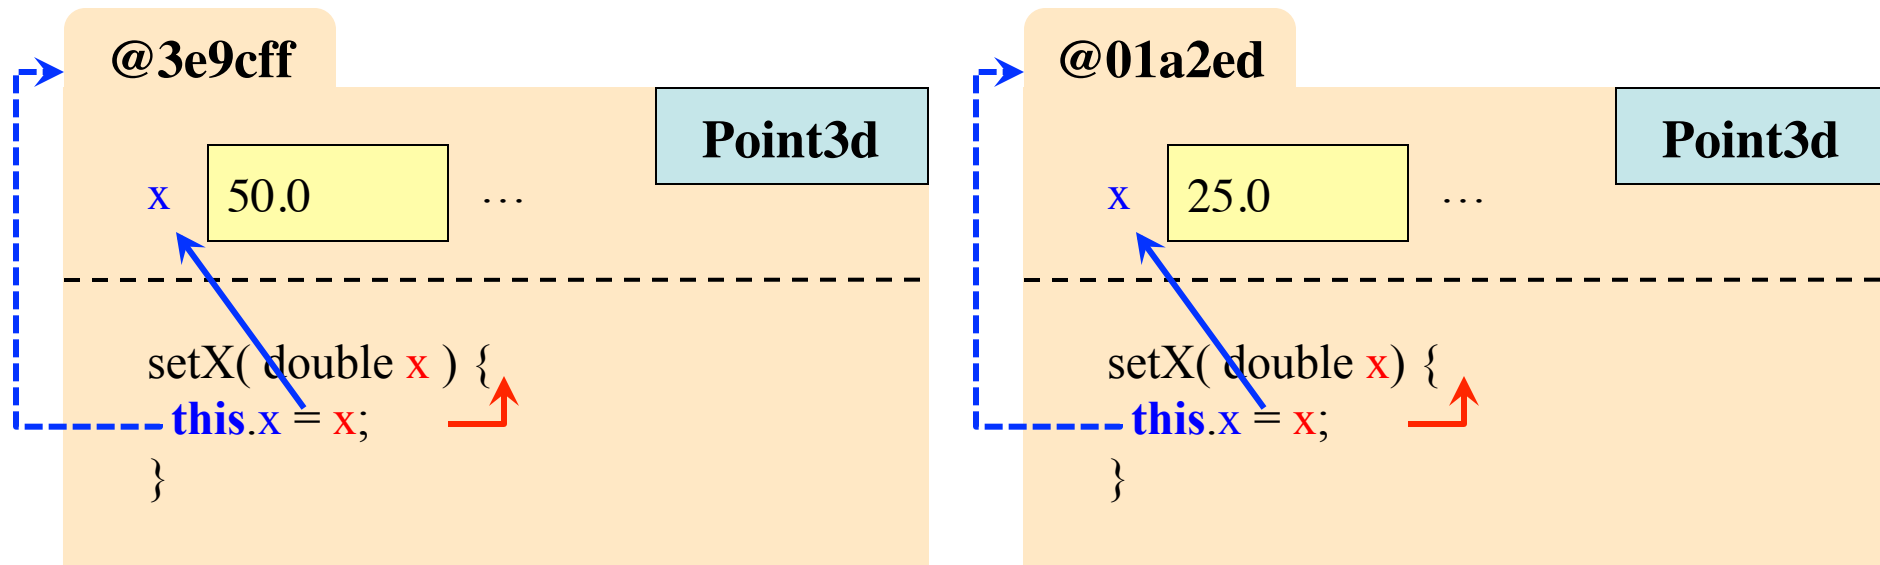 @3e9cff
Point3d
x 50.0 ...
setX( double x ) {
this.x = x;
}
@01a2ed
Point3d
x 25.0 ...
setX( double x) {
this.x = x;
}